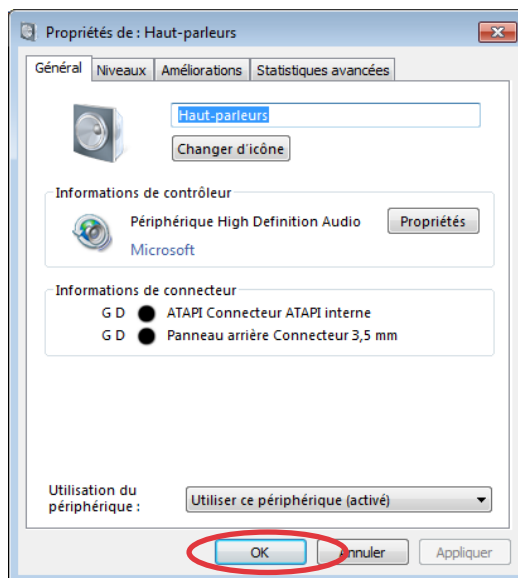 Propriétés de : Haut-parleurs
Général Niveaux Améliorations Statistiques avancées
Haut-parleurs
Changer d'icône
Informations de contrôleur
Périphérique High Definition Audio Propriétés
Microsoft
Informations de connecteur
G D ATAPI Connecteur ATAPI interne
G D Panneau arrière Connecteur 3,5 mm
Utilisation du
périphérique : Utiliser ce périphérique (activé)
OK Annuler Appliquer